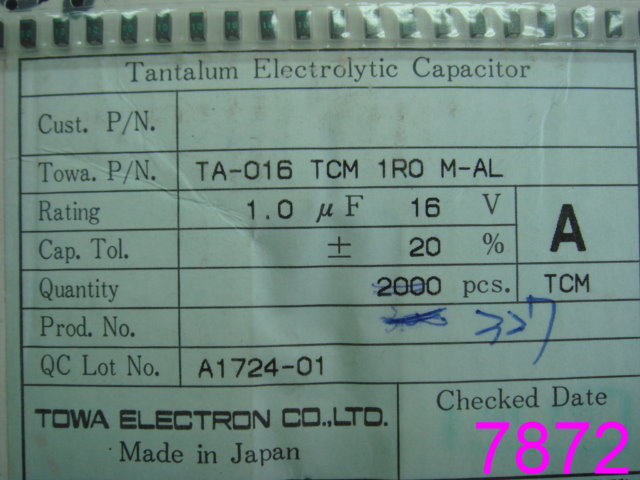 Tantalum Electrolytic Capacitor
Cust. P/N.
Towa. P/N. TA-016 TCM 1R0 M-AL
Rating 1.0 μF 16 V
A
Cap. Tol. ± 20 %
Quantity 2000 pcs. TCM
Prod. No. 337
QC Lot No. A1724-01
TOWA ELECTRON CO.,LTD.
Made in Japan
Checked Date
7872